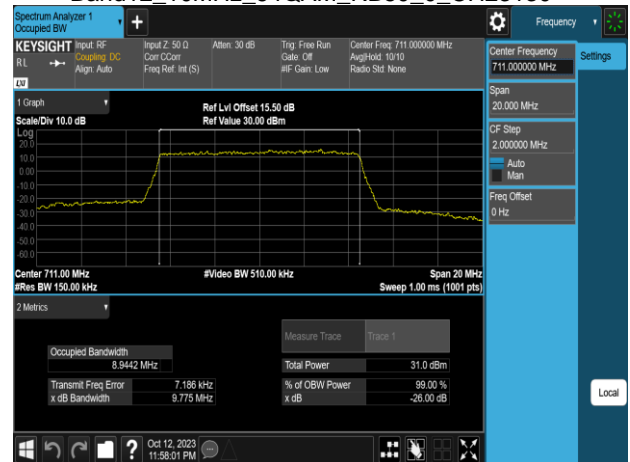 Spectrum Analyzer 1
Occupied BW
Frequency
KEYSIGHT
RL
LXI
Input: RF
Coupling: DC
Align: Auto
Input Z: 50 Ω
Corr CCorr
Freq Ref: Int (S)
Atten: 30 dB
Trig: Free Run
Gate: Off
#IF Gain: Low
Center Freq: 711.000000 MHz
Avg|Hold: 10/10
Radio Std: None
Center Frequency
711.000000 MHz
Settings
Span
20.000 MHz
CF Step
2.000000 MHz
Auto
Man
Freq Offset
0 Hz
1 Graph
Scale/Div 10.0 dB
Ref Lvl Offset 15.50 dB
Ref Value 30.00 dBm
Log
20.0
10.0
0.00
-10.0
-20.0
-30.0
-40.0
-50.0
-60.0
Center 711.00 MHz
#Res BW 150.00 kHz
#Video BW 510.00 kHz
Span 20 MHz
Sweep 1.00 ms (1001 pts)
2 Metrics
Measure Trace
Trace 1
Occupied Bandwidth
8.9442 MHz
Total Power
31.0 dBm
Transmit Freq Error
7.186 kHz
% of OBW Power
99.00 %
x dB Bandwidth
9.775 MHz
x dB
-26.00 dB
Local
Oct 12, 2023
11:58:01 PM